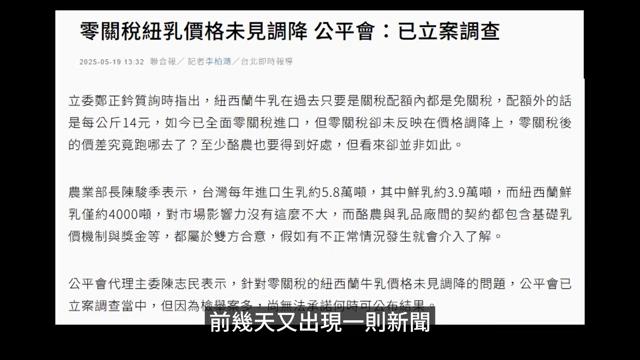 零關稅紐乳價格未見調降 公平會：已立案調查
2025-05-19 13:32 聯合報／ 記者李柏澔／台北即時報導
立委鄭正鈐質詢時指出，紐西蘭牛乳在過去只要是關稅配額內都是免關稅，配額外的話
是每公斤14元，如今已全面零關稅進口，但零關稅卻未反映在價格調降上，零關稅後
的價差究竟跑哪去了？至少酪農也要得到好處，但看來卻並非如此。
農業部長陳駿季表示，台灣每年進口生乳約5.8萬噸，其中鮮乳約3.9萬噸，而紐西蘭鮮
乳僅約4000噸，對市場影響力沒有這麼不大，而酪農與乳品廠間的契約都包含基礎乳
價機制與獎金等，都屬於雙方合意，假如有不正常情況發生就會介入了解。
公平會代理主委陳志民表示，針對零關稅的紐西蘭牛乳價格未見調降的問題，公平會已
立案調查當中，但因為檢舉案多，尚無法承諾何時可公布結果。
前幾天又出現一則新聞